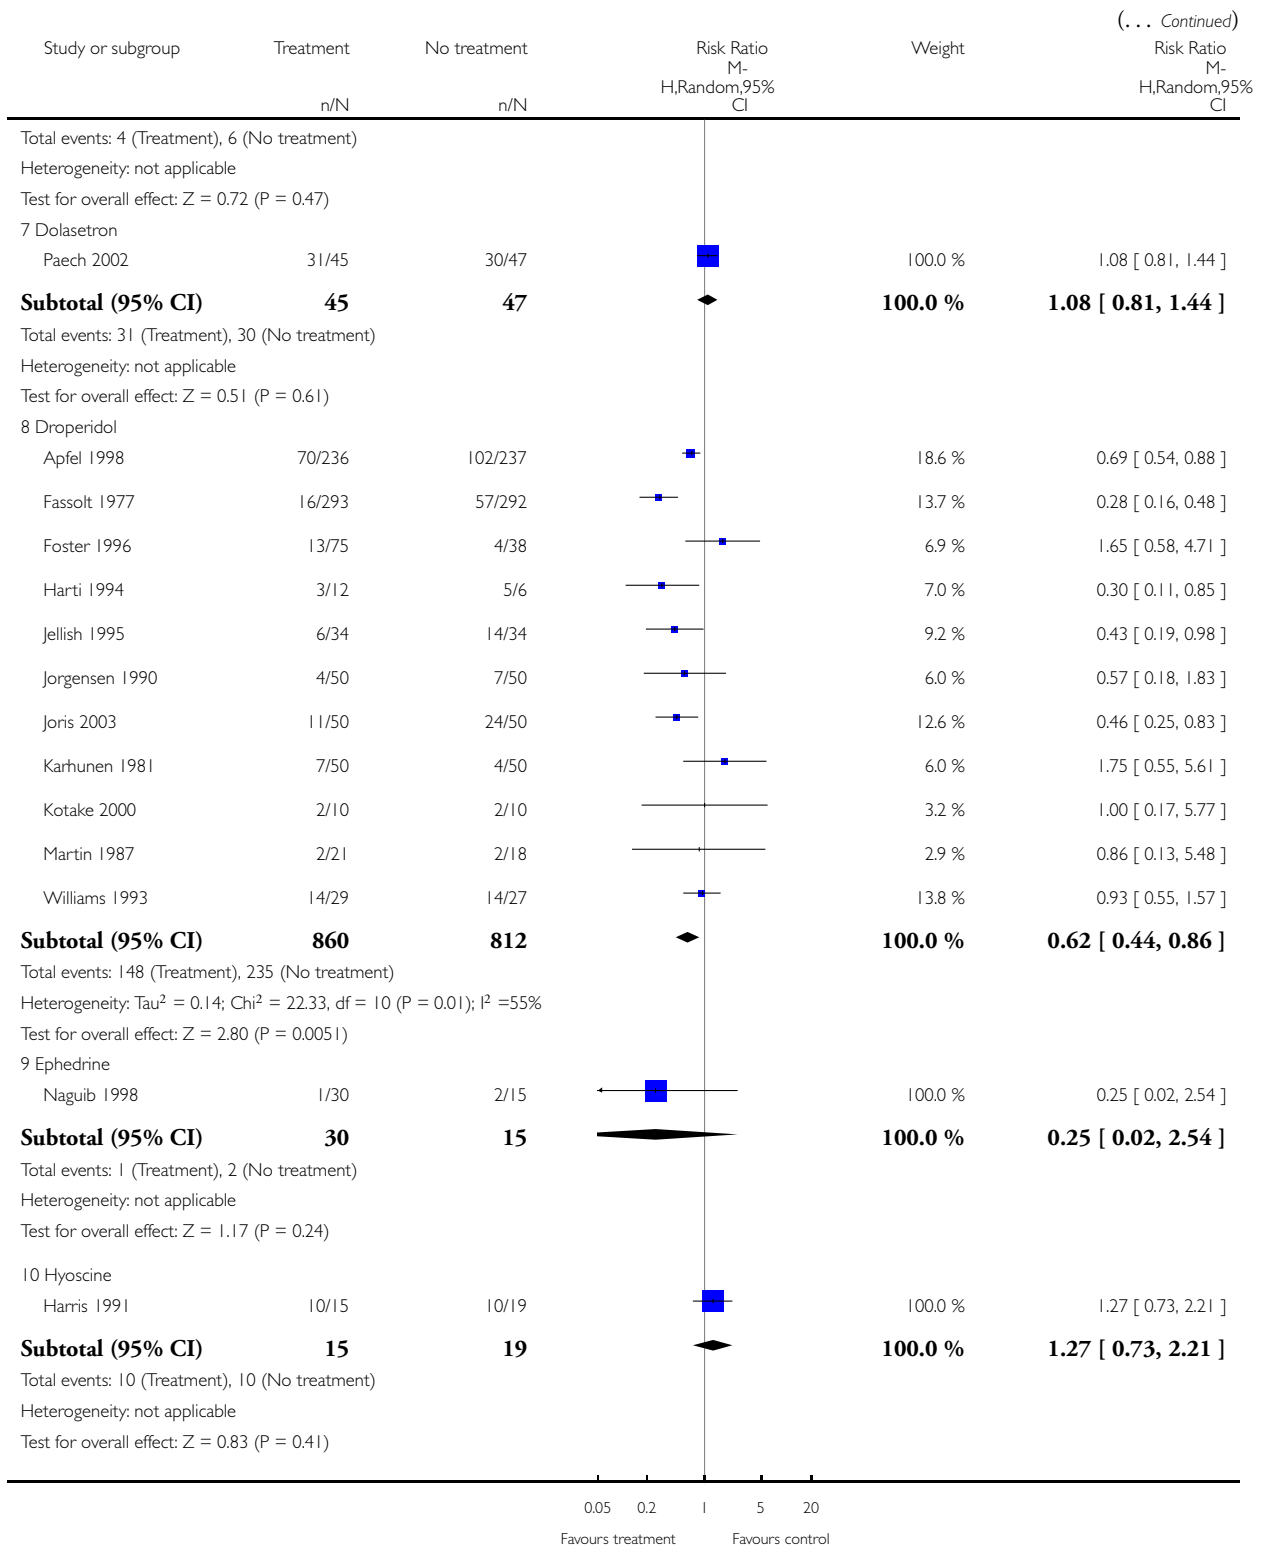 (... Continued)
Study or subgroup Treatment No treatment Risk Ratio Weight Risk Ratio
M- M-
H,Random,95% H,Random,95%
n/N n/N CI CI
Total events: 4 (Treatment), 6 (No treatment)
Heterogeneity: not applicable
Test for overall effect: Z = 0.72 (P = 0.47)
7 Dolasetron
Paech 2002 31/45 30/47 100.0 % 1.08 [ 0.81, 1.44 ]
Subtotal (95% CI) 45 47 100.0 % 1.08 [ 0.81, 1.44 ]
Total events: 31 (Treatment), 30 (No treatment)
Heterogeneity: not applicable
Test for overall effect: Z = 0.51 (P = 0.61)
8 Droperidol
Apfel 1998 70/236 102/237 18.6 % 0.69 [ 0.54, 0.88 ]
Fassolt 1977 16/293 57/292 13.7 % 0.28 [ 0.16, 0.48 ]
Foster 1996 13/75 4/38 6.9 % 1.65 [ 0.58, 4.71 ]
Harti 1994 3/12 5/6 7.0 % 0.30 [ 0.11, 0.85 ]
Jellish 1995 6/34 14/34 9.2 % 0.43 [ 0.19, 0.98 ]
Jorgensen 1990 4/50 7/50 6.0 % 0.57 [ 0.18, 1.83 ]
Joris 2003 11/50 24/50 12.6 % 0.46 [ 0.25, 0.83 ]
Karhunen 1981 7/50 4/50 6.0 % 1.75 [ 0.55, 5.61 ]
Kotake 2000 2/10 2/10 3.2 % 1.00 [ 0.17, 5.77 ]
Martin 1987 2/21 2/18 2.9 % 0.86 [ 0.13, 5.48 ]
Williams 1993 14/29 14/27 13.8 % 0.93 [ 0.55, 1.57 ]
Subtotal (95% CI) 860 812 100.0 % 0.62 [ 0.44, 0.86 ]
Total events: 148 (Treatment), 235 (No treatment)
Heterogeneity: Tau² = 0.14; Chi² = 22.33, df = 10 (P = 0.01); I² =55%
Test for overall effect: Z = 2.80 (P = 0.0051)
9 Ephedrine
Naguib 1998 1/30 2/15 100.0 % 0.25 [ 0.02, 2.54 ]
Subtotal (95% CI) 30 15 100.0 % 0.25 [ 0.02, 2.54 ]
Total events: 1 (Treatment), 2 (No treatment)
Heterogeneity: not applicable
Test for overall effect: Z = 1.17 (P = 0.24)
10 Hyoscine
Harris 1991 10/15 10/19 100.0 % 1.27 [ 0.73, 2.21 ]
Subtotal (95% CI) 15 19 100.0 % 1.27 [ 0.73, 2.21 ]
Total events: 10 (Treatment), 10 (No treatment)
Heterogeneity: not applicable
Test for overall effect: Z = 0.83 (P = 0.41)
0.05 0.2 1 5 20
Favours treatment Favours control